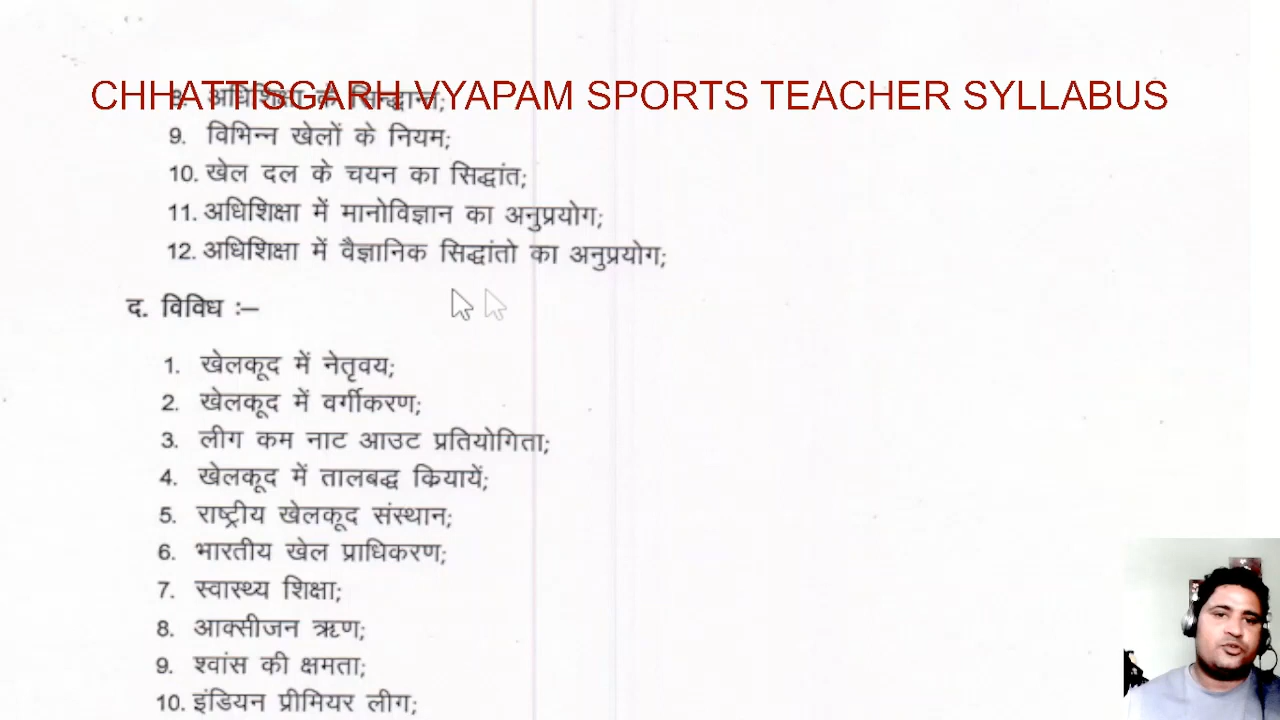 CHHATTISGARH VYAPAM SPORTS TEACHER SYLLABUS
8. अधिशिक्षा के सिद्धान्त;
9. विभिन्न खेलों के नियम;
10. खेल दल के चयन का सिद्धांत;
11. अधिशिक्षा में मानोविज्ञान का अनुप्रयोग;
12. अधिशिक्षा में वैज्ञानिक सिद्धांतो का अनुप्रयोग;
द. विविध :–
1. खेलकूद में नेतृवय;
2. खेलकूद में वर्गीकरण;
3. लीग कम नाट आउट प्रतियोगिता;
4. खेलकूद में तालबद्ध कियायें;
5. राष्ट्रीय खेलकूद संस्थान;
6. भारतीय खेल प्राधिकरण;
7. स्वास्थ्य शिक्षा;
8. आक्सीजन ऋण;
9. श्वांस की क्षमता;
10. इंडियन प्रीमियर लीग;